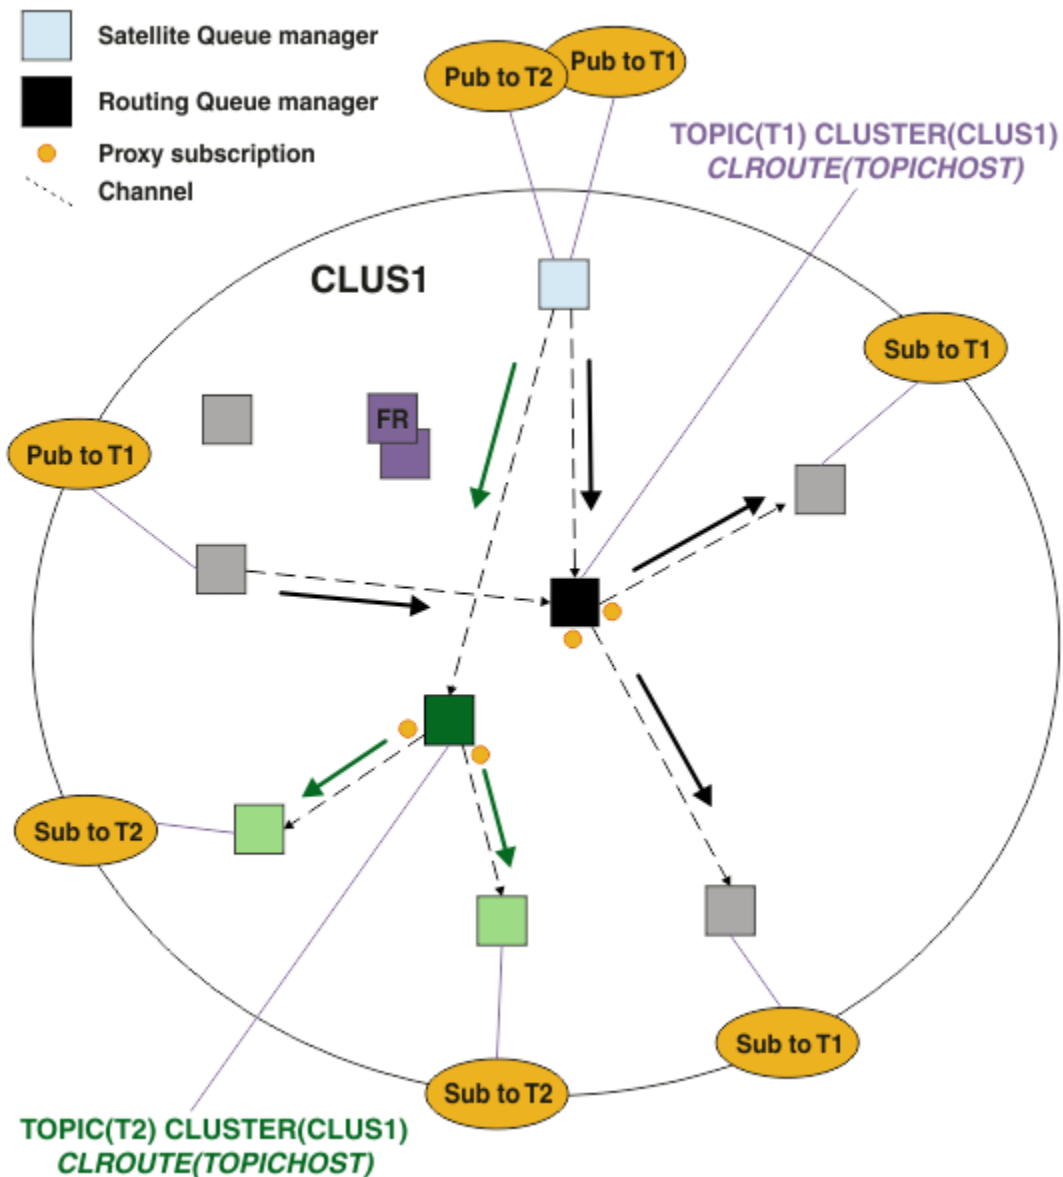 Satellite Queue manager
Routing Queue manager
Proxy subscription
Channel
Pub to T2
Pub to T1
TOPIC(T1) CLUSTER(CLUS1)
CLROUTE(TOPICHOST)
CLUS1
Sub to T1
FR
Pub to T1
Sub to T2
Sub to T1
Sub to T2
TOPIC(T2) CLUSTER(CLUS1)
CLROUTE(TOPICHOST)